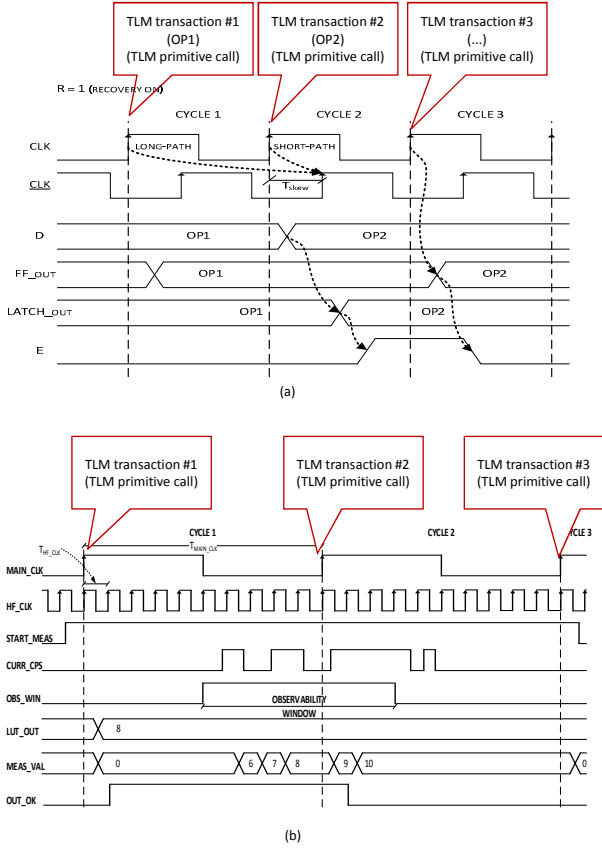 TLM transaction #1
(OP1)
(TLM primitive call)
TLM transaction #2
(OP2)
(TLM primitive call)
TLM transaction #3
(...)
(TLM primitive call)
R = 1 (RECOVERY ON)
CYCLE 1
CYCLE 2
CYCLE 3
CLK
LONG-PATH
SHORT-PATH
CLK
Tskew
D
OP1
OP2
FF_OUT
OP1
OP2
LATCH_OUT
OP1
OP2
E
(a)
TLM transaction #1
(TLM primitive call)
TLM transaction #2
(TLM primitive call)
TLM transaction #3
(TLM primitive call)
CYCLE 1
CYCLE 2
CLE 3
THF_CLK
TMAIN_CLK
MAIN_CLK
HF_CLK
START_MEAS
CURR_CPS
OBS_WIN
OBSERVABILITY
WINDOW
LUT_OUT
8
MEAS_VAL
0
6
7
8
9
10
0
OUT_OK
(b)